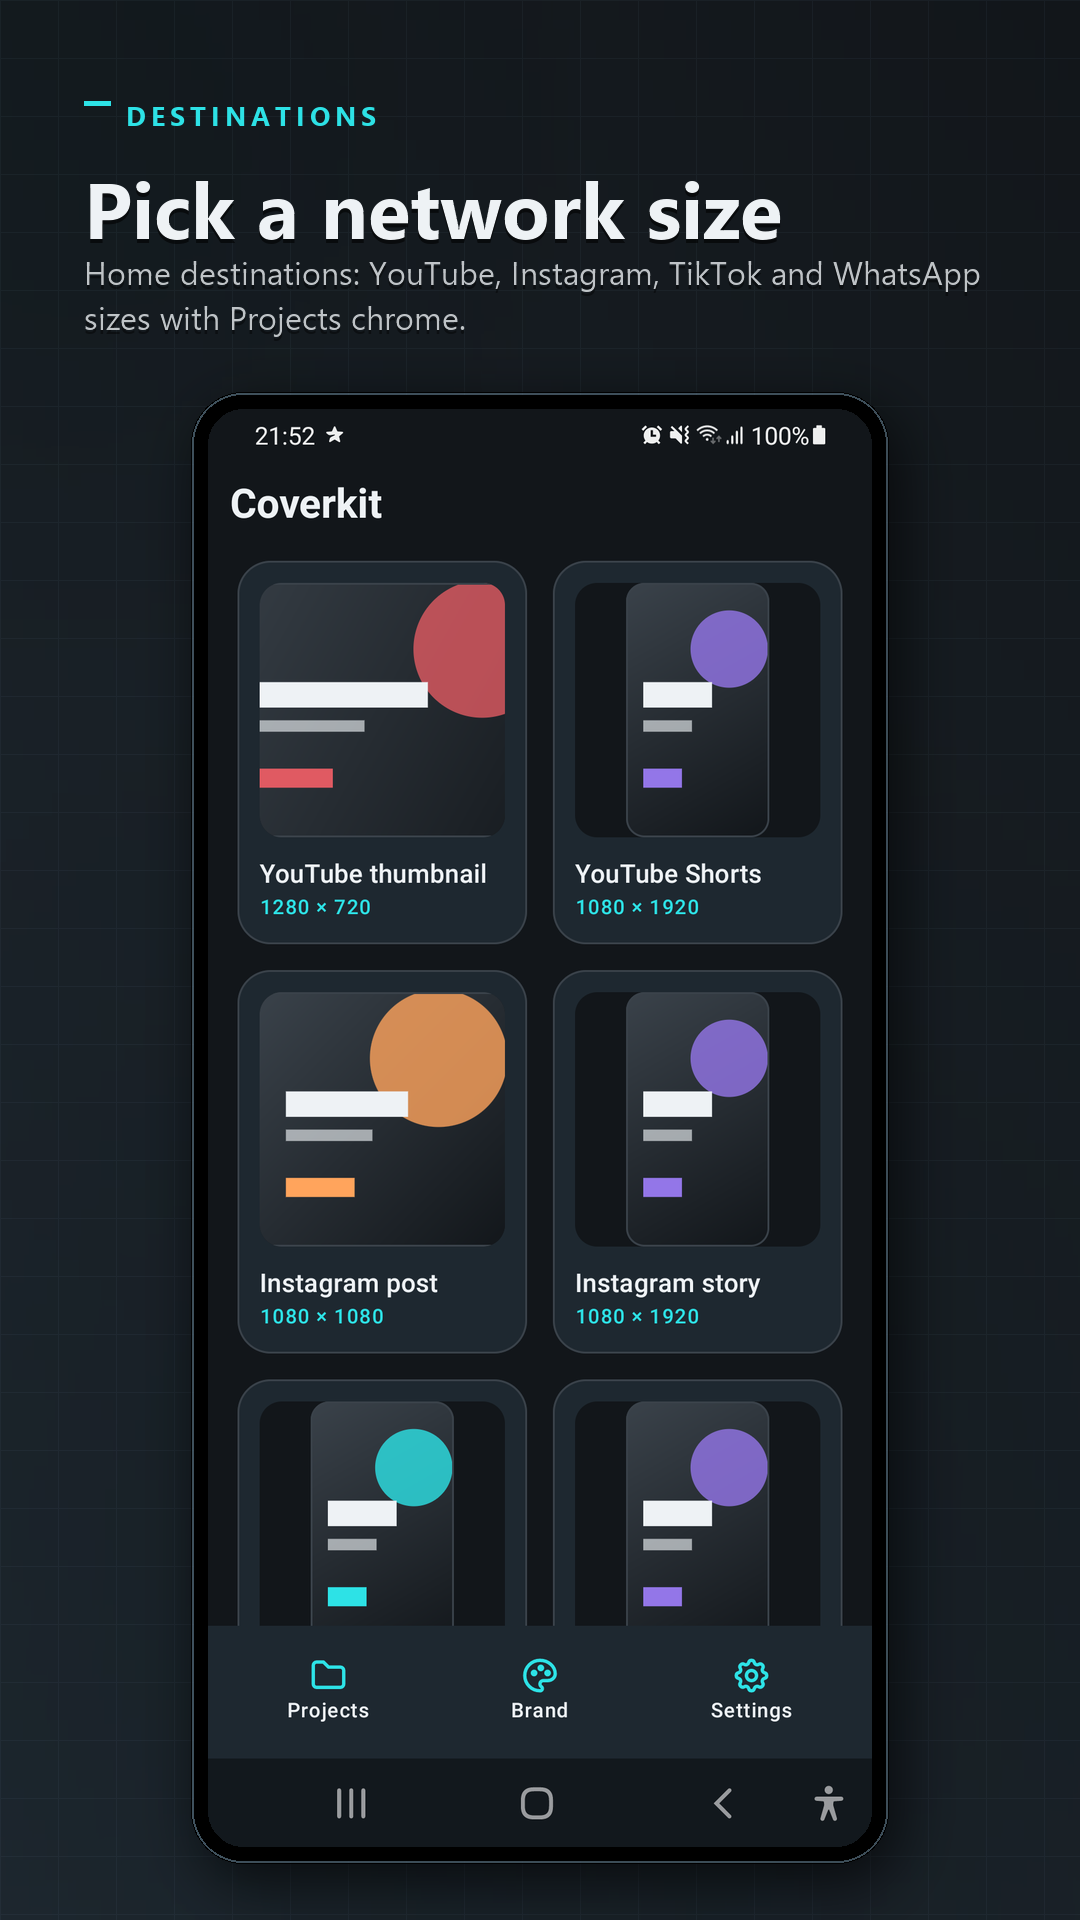 DESTINATIONS
Pick a network size
Home destinations: YouTube, Instagram, TikTok and WhatsApp
sizes with Projects chrome.
21:52 100%
Coverkit
YouTube thumbnail
1280 × 720
YouTube Shorts
1080 × 1920
Instagram post
1080 × 1080
Instagram story
1080 × 1920
Projects
Brand
Settings